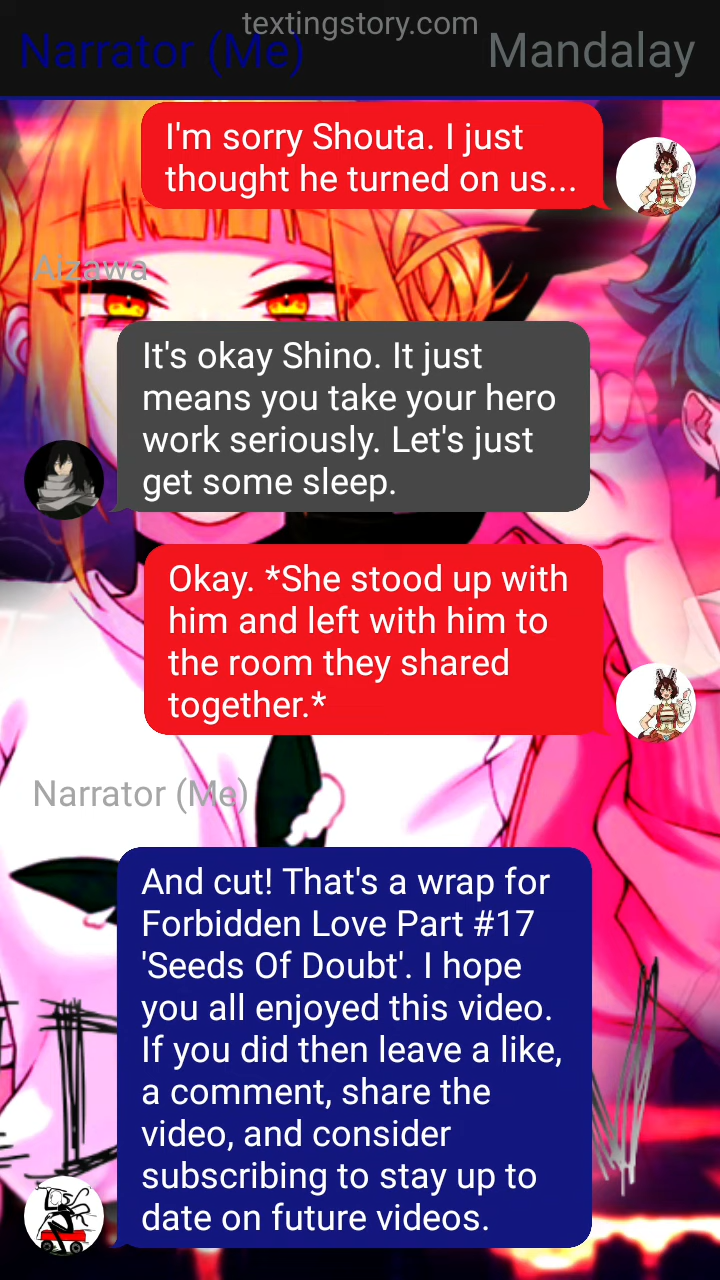 textingstory.com
Narrator (Me)
Mandalay
I'm sorry Shouta. I just
thought he turned on us...
Aizawa
It's okay Shino. It just
means you take your hero
work seriously. Let's just
get some sleep.
Okay. *She stood up with
him and left with him to
the room they shared
together.*
Narrator (Me)
And cut! That's a wrap for
Forbidden Love Part #17
'Seeds Of Doubt'. I hope
you all enjoyed this video.
If you did then leave a like,
a comment, share the
video, and consider
subscribing to stay up to
date on future videos.